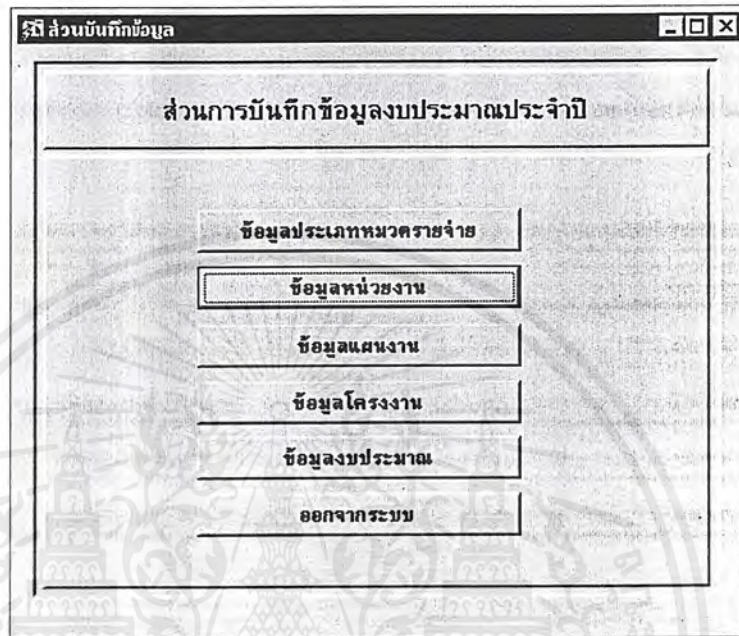 ส่วนบันทึกข้อมูล
ส่วนการบันทึกข้อมูลงบประมาณประจำปี
ข้อมูลประเภทหมวดรายจ่าย
ข้อมูลหน่วยงาน
ข้อมูลแผนงาน
ข้อมูลโครงงาน
ข้อมูลงบประมาณ
ออกจากระบบ